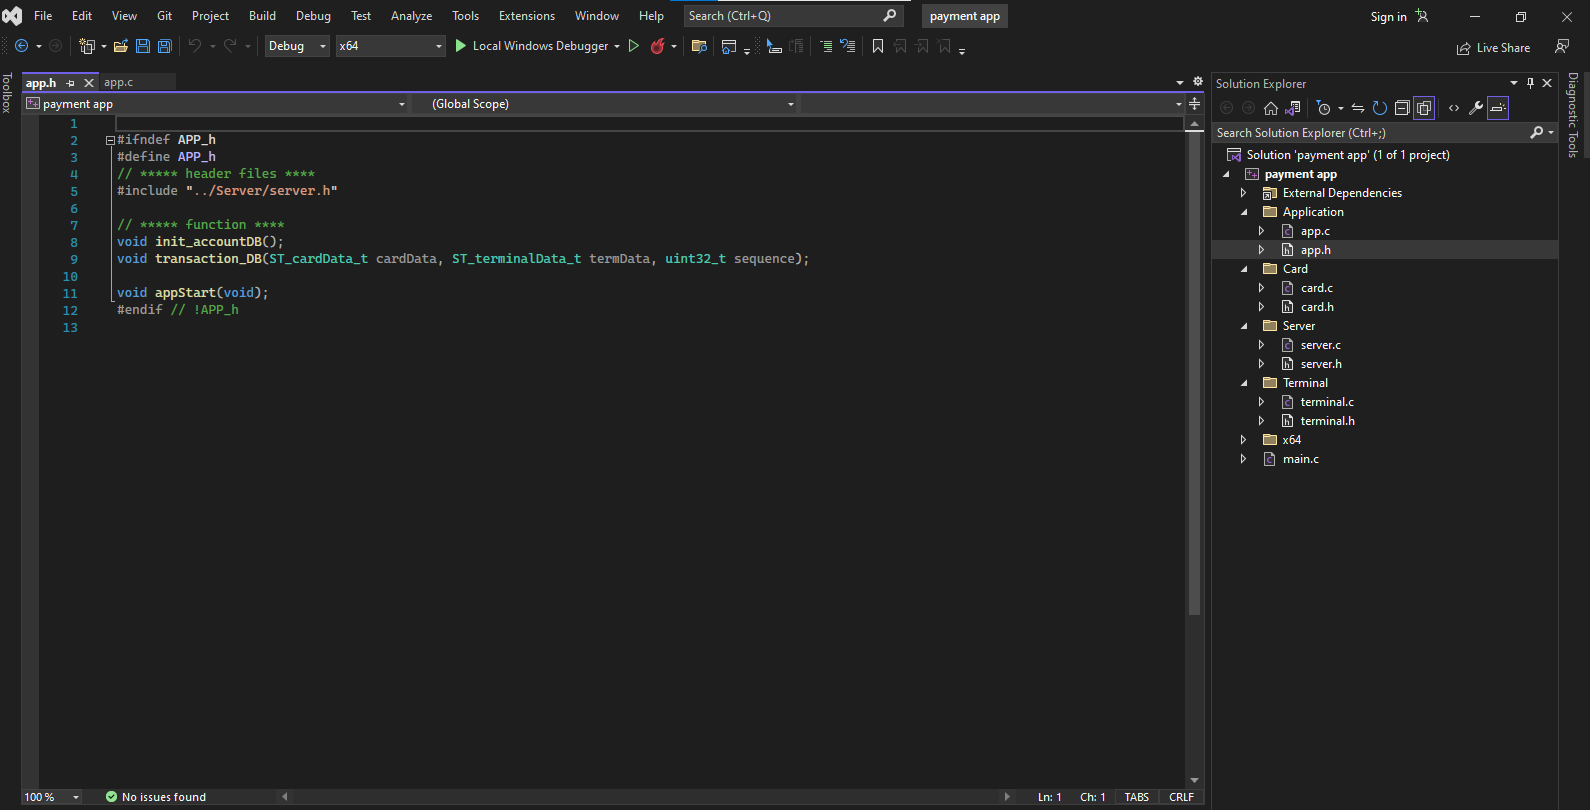 File Edit View Git Project Build Debug Test Analyze Tools Extensions Window Help Search (Ctrl+Q) payment app Sign in
Debug x64 Local Windows Debugger Live Share
Toolbox
app.h app.c
payment app (Global Scope)
1
2 #ifndef APP_h
3 #define APP_h
4 // ***** header files ****
5 #include "../Server/server.h"
6
7 // ***** function ****
8 void init_accountDB();
9 void transaction_DB(ST_cardData_t cardData, ST_terminalData_t termData, uint32_t sequence);
10
11 void appStart(void);
12 #endif // !APP_h
13
100 % No issues found Ln: 1 Ch: 1 TABS CRLF
Solution Explorer
Search Solution Explorer (Ctrl+;)
Solution 'payment app' (1 of 1 project)
payment app
External Dependencies
Application
app.c
app.h
Card
card.c
card.h
Server
server.c
server.h
Terminal
terminal.c
terminal.h
x64
main.c
Diagnostic Tools